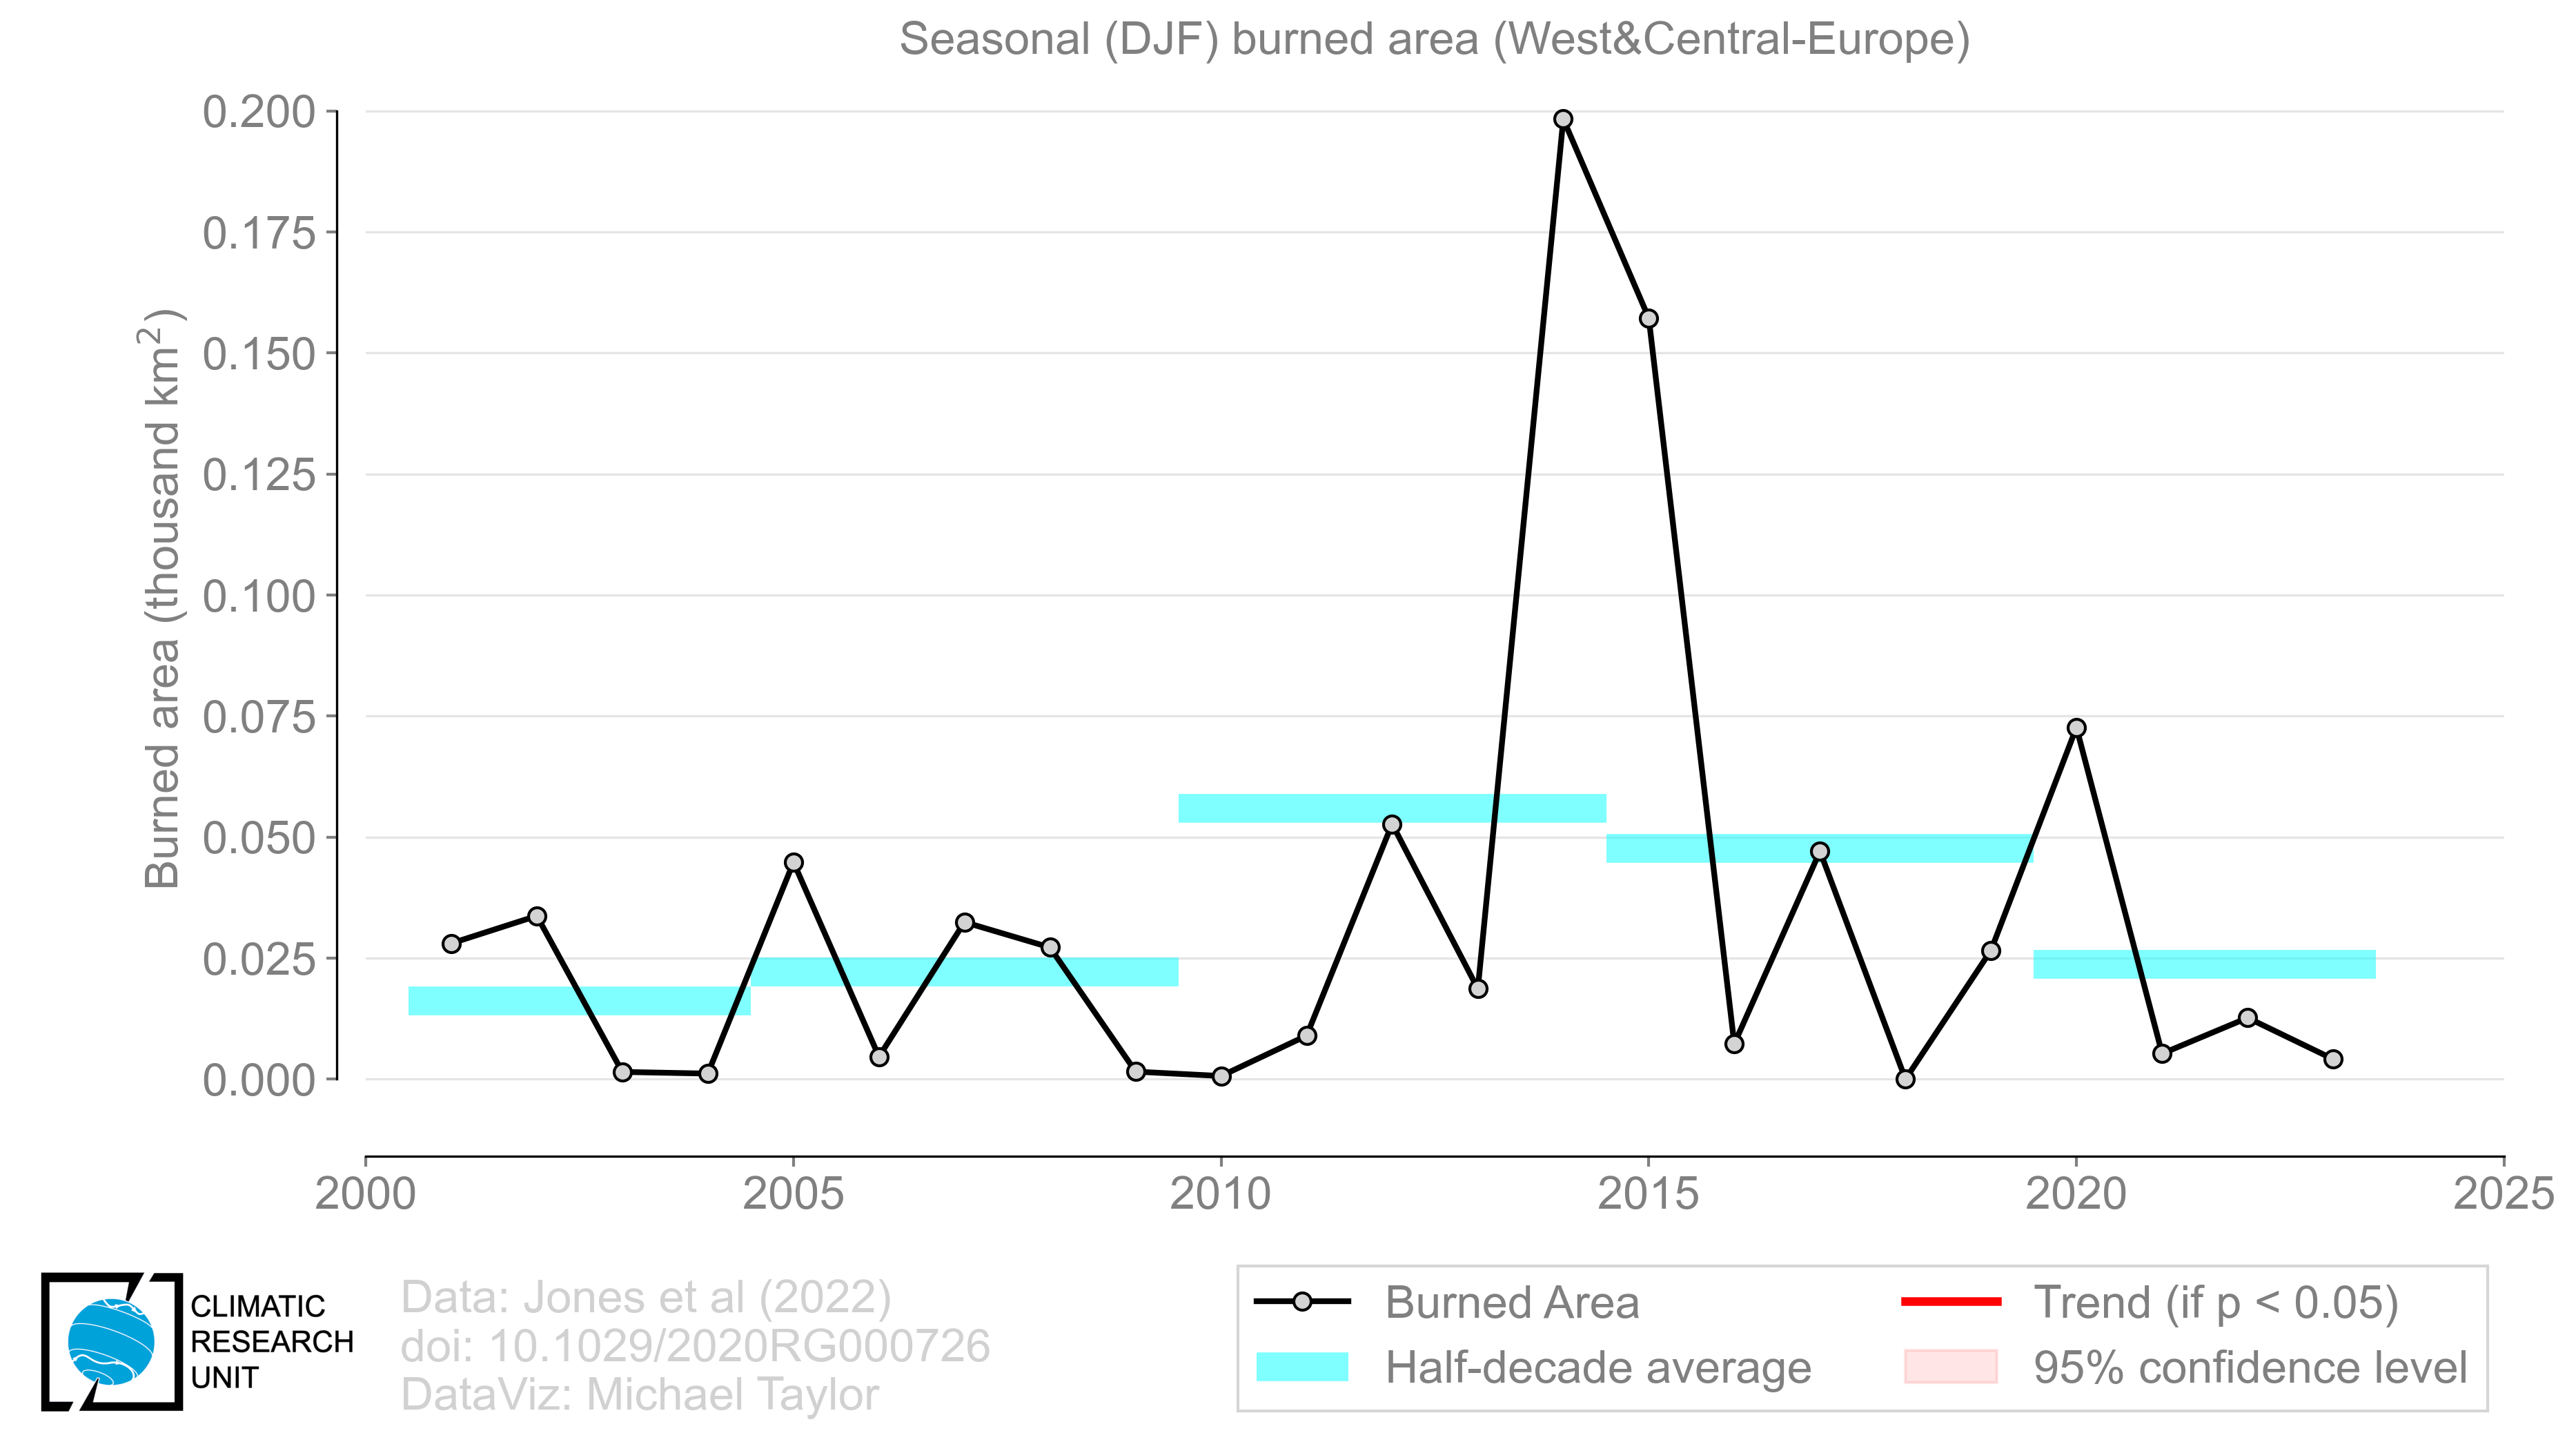 Seasonal (DJF) burned area (West&Central-Europe)
Burned area (thousand km²)
0.200
0.175
0.150
0.125
0.100
0.075
0.050
0.025
0.000
2000 2005 2010 2015 2020 2025
CLIMATIC
RESEARCH
UNIT
Data: Jones et al (2022)
doi: 10.1029/2020RG000726
DataViz: Michael Taylor
Burned Area
Half-decade average
Trend (if p < 0.05)
95% confidence level